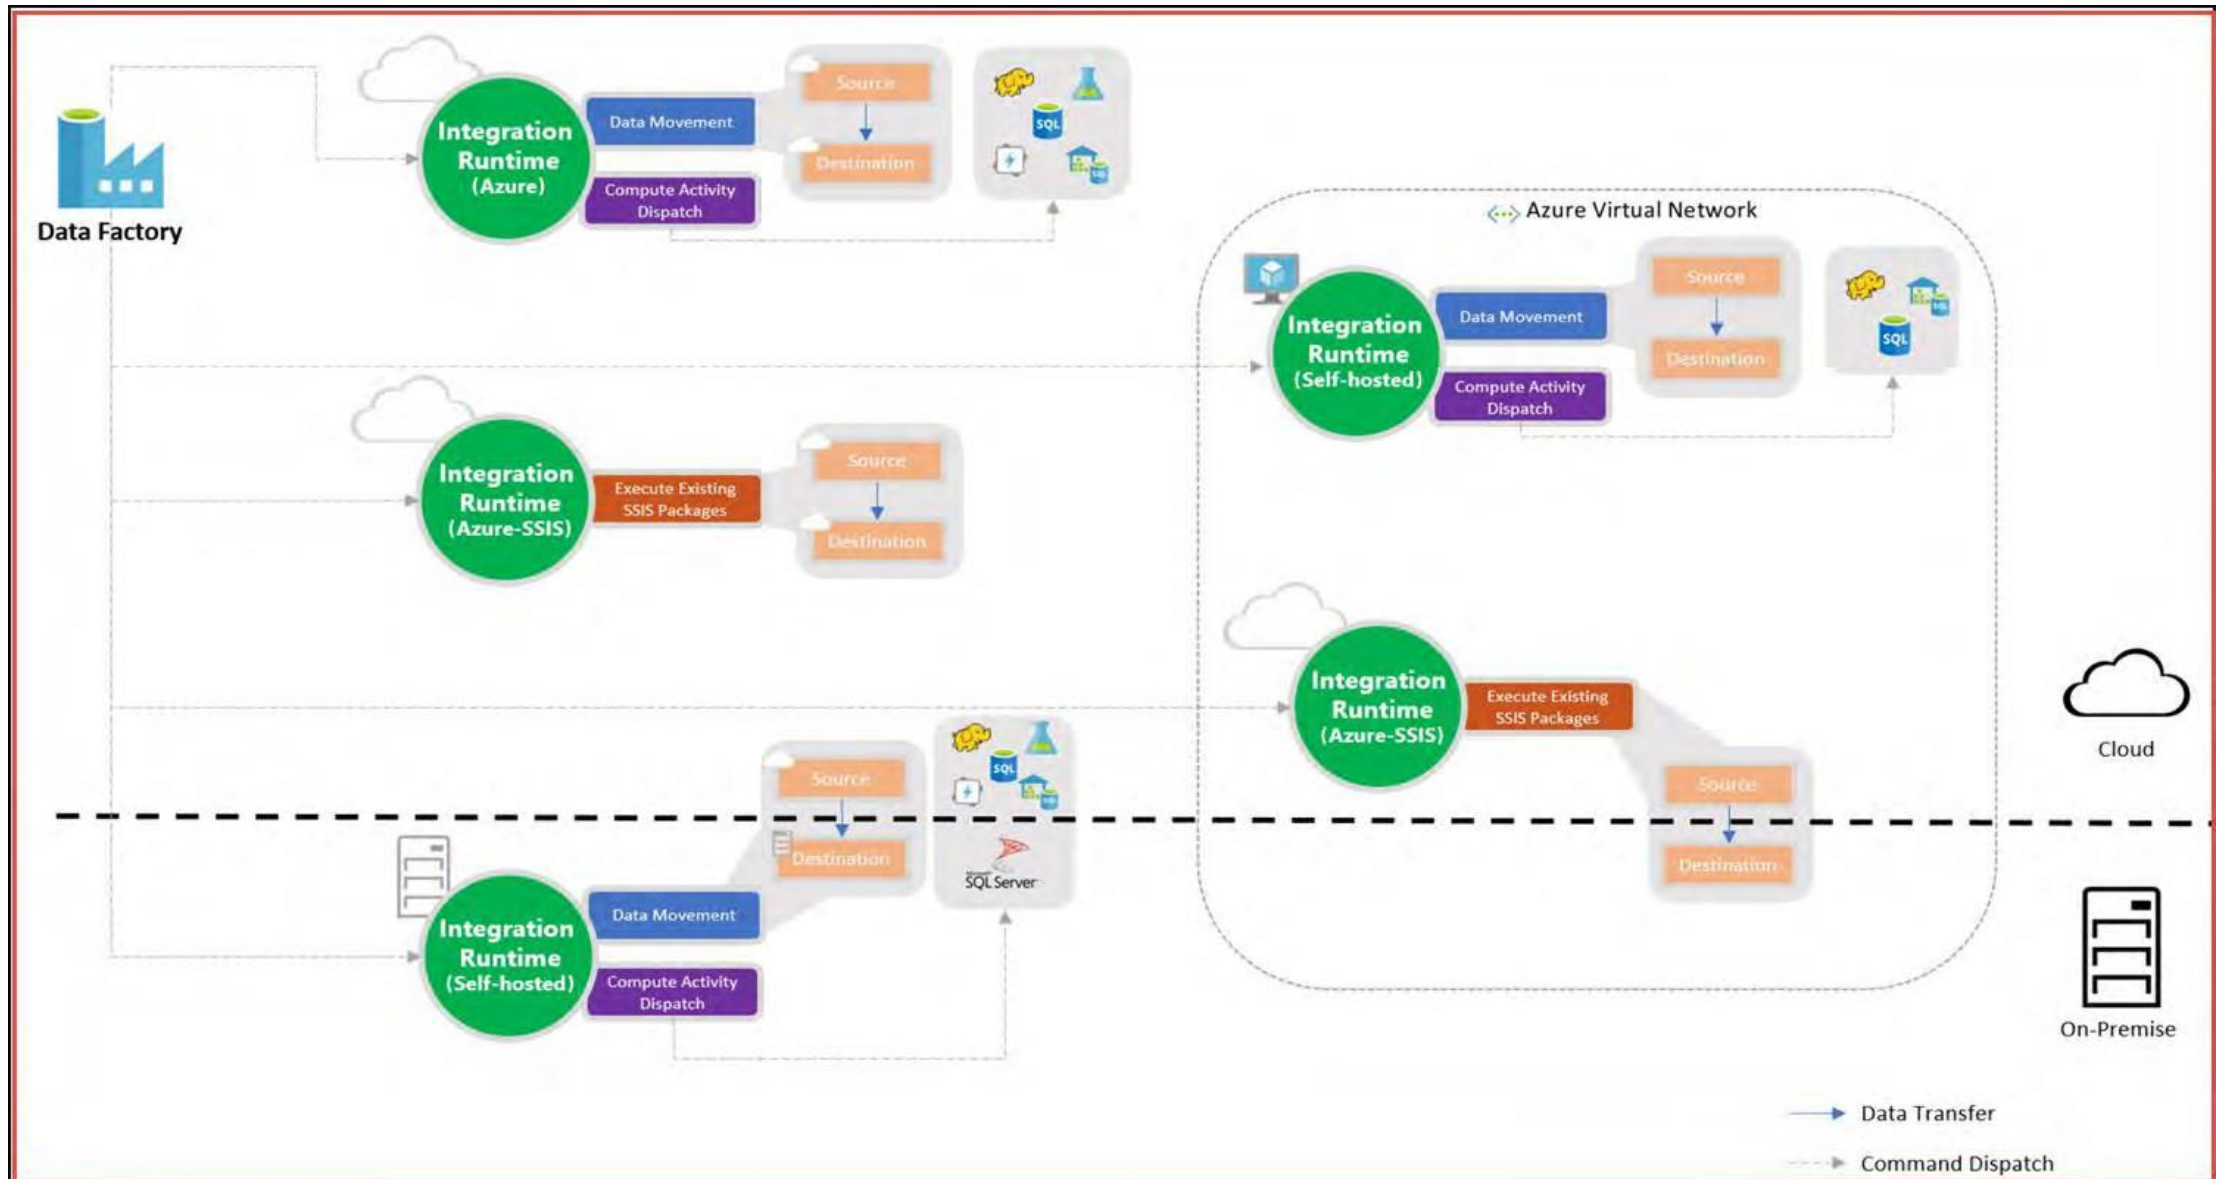 Data Factory
Integration
Runtime
(Azure)
Data Movement
Compute Activity
Dispatch
Source
Destination
SQL
Azure Virtual Network
Integration
Runtime
(Self-hosted)
Data Movement
Compute Activity
Dispatch
Source
Destination
SQL
Integration
Runtime
(Azure-SSIS)
Execute Existing
SSIS Packages
Source
Destination
Integration
Runtime
(Azure-SSIS)
Execute Existing
SSIS Packages
Source
Destination
Cloud
Integration
Runtime
(Self-hosted)
Data Movement
Compute Activity
Dispatch
Source
Destination
SQL
SQL Server
On-Premise
Data Transfer
Command Dispatch